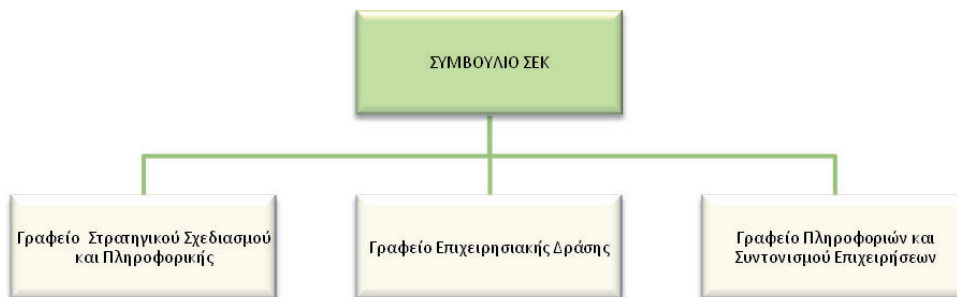 ΣΥΜΒΟΥΛΙΟ ΣΕΚ
Γραφείο Στρατηγικού Σχεδιασμού
και Πληροφορικής
Γραφείο Επιχειρησιακής Δράσης
Γραφείο Πληροφοριών και
Συντονισμού Επιχειρήσεων